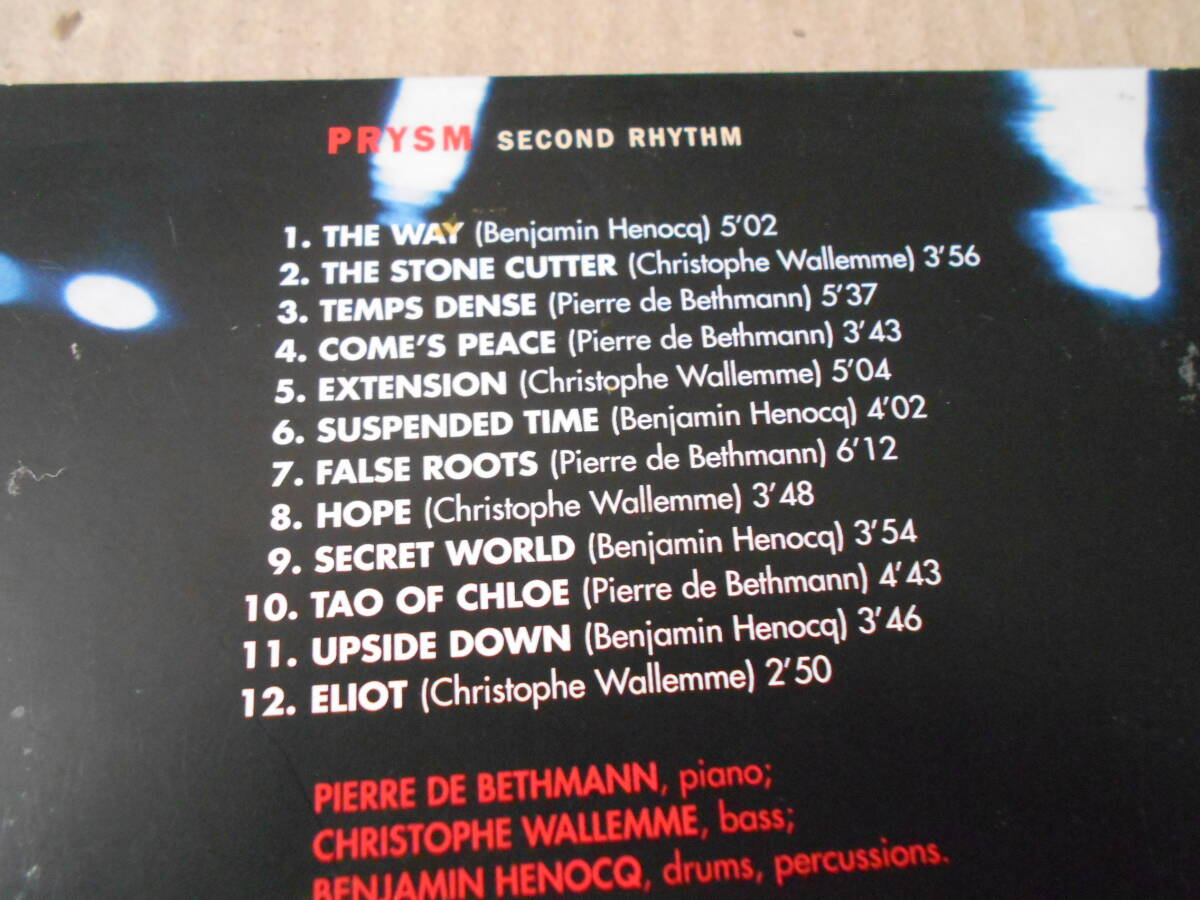 PRYSM SECOND RHYTHM
1. THE WAY (Benjamin Henocq) 5'02
2. THE STONE CUTTER (Christophe Wallemme) 3'56
3. TEMPS DENSE (Pierre de Bethmann) 5'37
4. COME'S PEACE (Pierre de Bethmann) 3'43
5. EXTENSION (Christophe Wallemme) 5'04
6. SUSPENDED TIME (Benjamin Henocq) 4'02
7. FALSE ROOTS (Pierre de Bethmann) 6'12
8. HOPE (Christophe Wallemme) 3'48
9. SECRET WORLD (Benjamin Henocq) 3'54
10. TAO OF CHLOE (Pierre de Bethmann) 4'43
11. UPSIDE DOWN (Benjamin Henocq) 3'46
12. ELIOT (Christophe Wallemme) 2'50
PIERRE DE BETHMANN, piano;
CHRISTOPHE WALLEMME, bass;
BENJAMIN HENOCQ, drums, percussions.